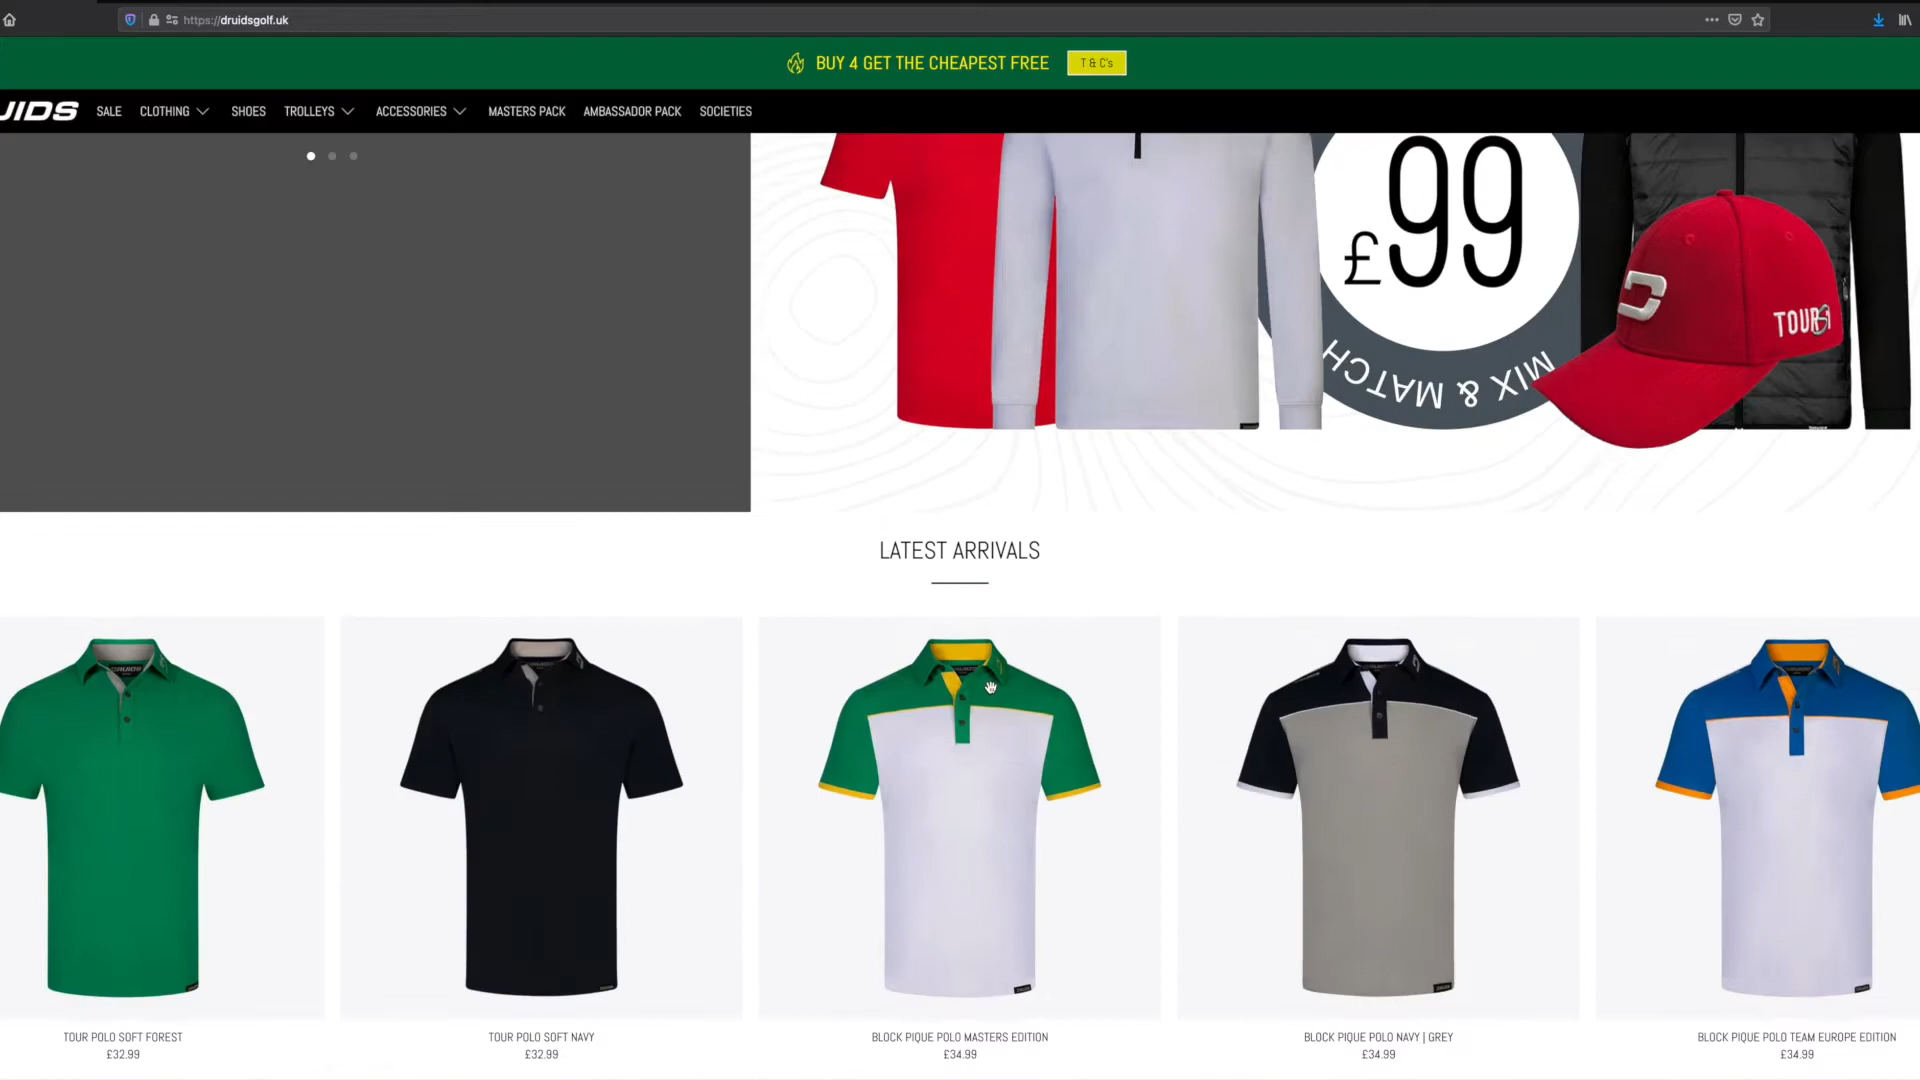 https://druidsgolf.uk
BUY 4 GET THE CHEAPEST FREE T & C's
UIDS SALE CLOTHING SHOES TROLLEYS ACCESSORIES MASTERS PACK AMBASSADOR PACK SOCIETIES
£99
MIX & MATCH
TOUR
LATEST ARRIVALS
TOUR POLO SOFT FOREST
£32.99
TOUR POLO SOFT NAVY
£32.99
BLOCK PIQUE POLO MASTERS EDITION
£34.99
BLOCK PIQUE POLO NAVY | GREY
£34.99
BLOCK PIQUE POLO TEAM EUROPE EDITION
£34.99